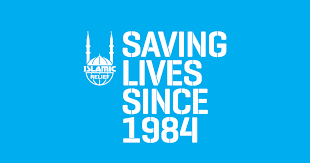 ISLAMIC
RELIEF
SAVING
LIVES
SINCE
1984